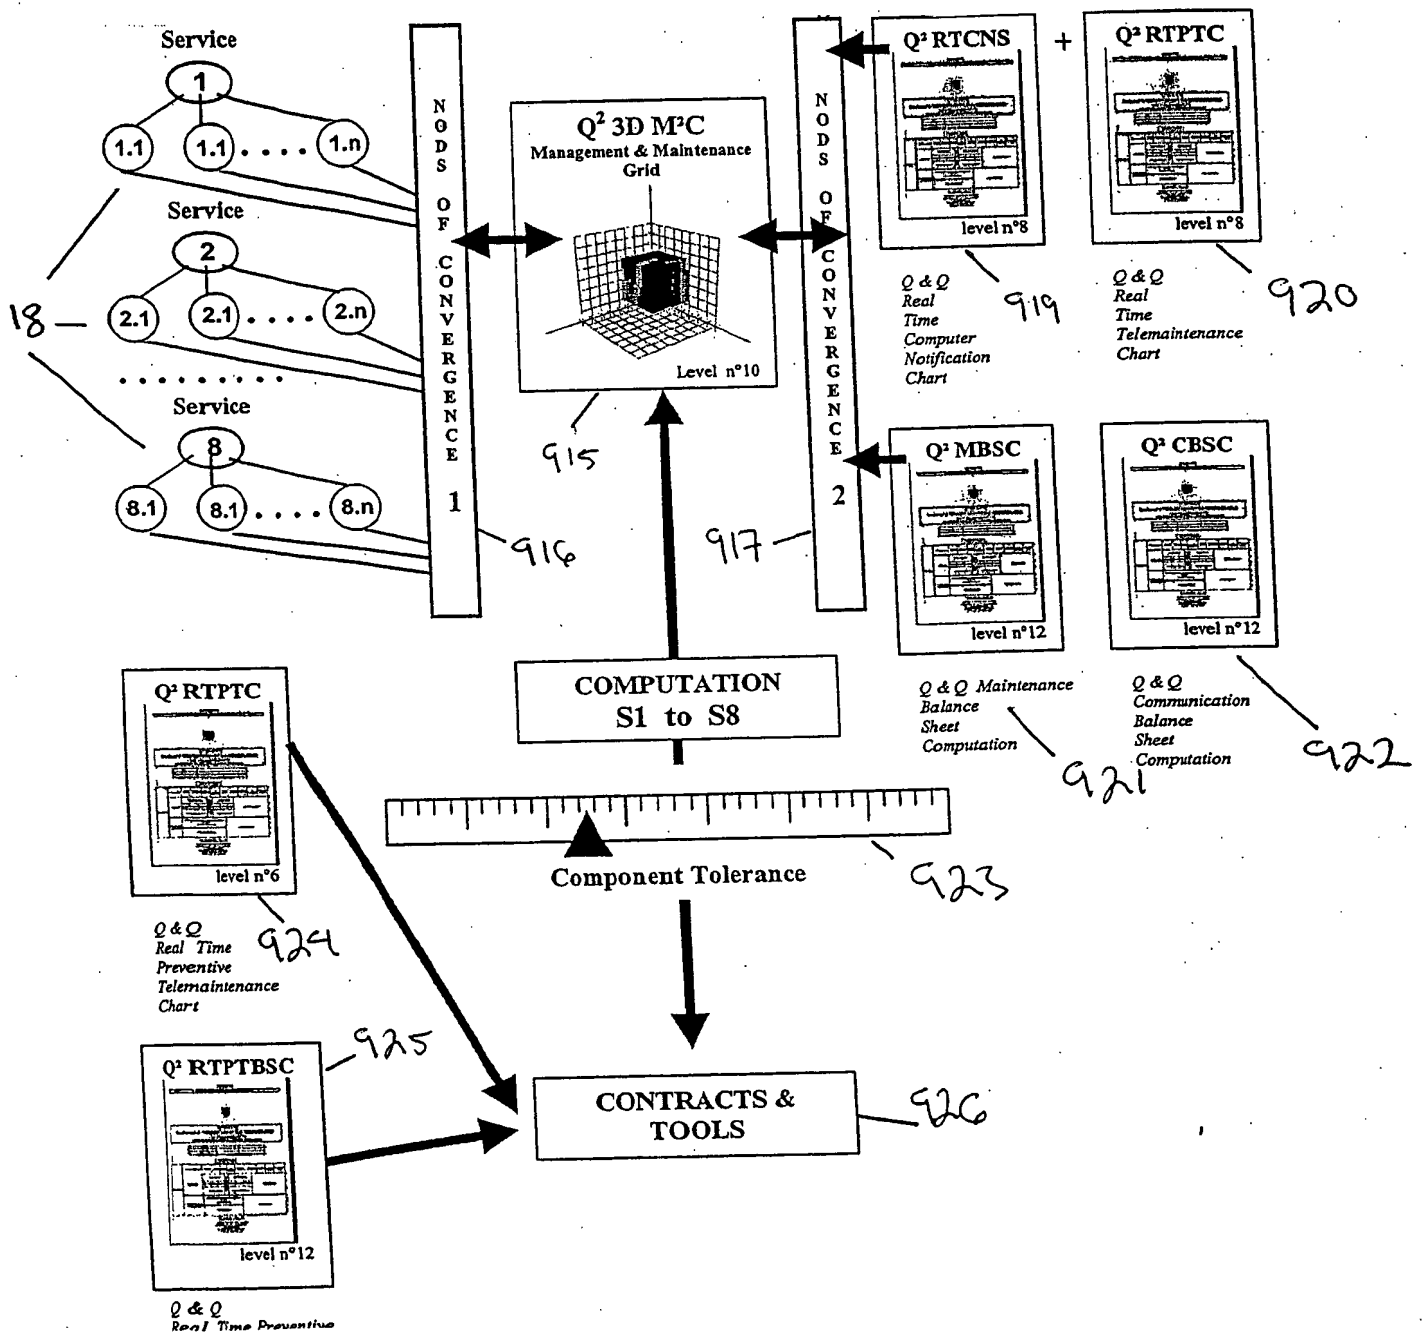 Service
1
1.1
1.1
1.n
Service
2
2.1
2.1
2.n
Service
8
8.1
8.1
8.n
18
NODS OF CONVERGENCE 1
916
Q² 3D M²C
Management & Maintenance
Grid
Level n°10
915
NODS OF CONVERGENCE 2
917
Q² RTCNS
level n°8
Q & Q
Real
Time
Computer
Notification
Chart
919
+
Q² RTPTC
level n°8
Q & Q
Real
Time
Telemaintenance
Chart
920
Q² MBSC
level n°12
Q & Q Maintenance
Balance
Sheet
Computation
921
Q² CBSC
level n°12
Q & Q
Communication
Balance
Sheet
Computation
922
COMPUTATION
S1 to S8
Component Tolerance
923
Q² RTPTC
level n°6
Q & Q
Real Time
Preventive
Telemaintenance
Chart
924
Q² RTPTBSC
level n°12
925
Q & Q
Real Time Preventive
CONTRACTS &
TOOLS
926